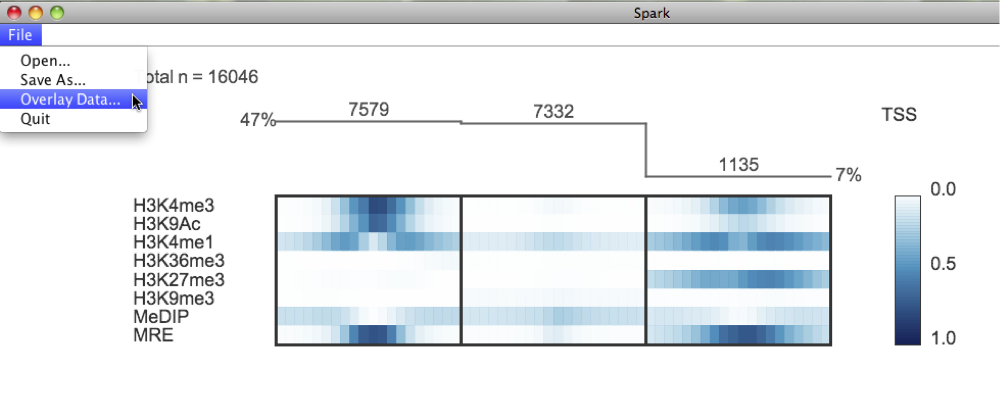 Spark
File
Open...
Save As...
Overlay Data...
Quit
Total n = 16046
47%
7579
7332
1135
7%
TSS
H3K4me3
H3K9Ac
H3K4me1
H3K36me3
H3K27me3
H3K9me3
MeDIP
MRE
0.0
0.5
1.0